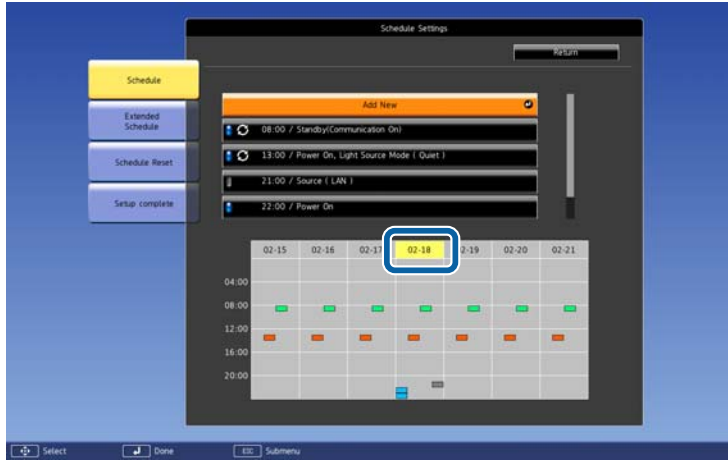 Schedule Settings
Return
Schedule
Extended
Schedule
Schedule Reset
Setup complete
Add New
08:00 / Standby(Communication On)
13:00 / Power On, Light Source Mode ( Quiet )
21:00 / Source ( LAN )
22:00 / Power On
02-15 02-16 02-17 02-18 2-19 02-20 02-21
04:00
08:00
12:00
16:00
20:00
Select Done ESC Submenu